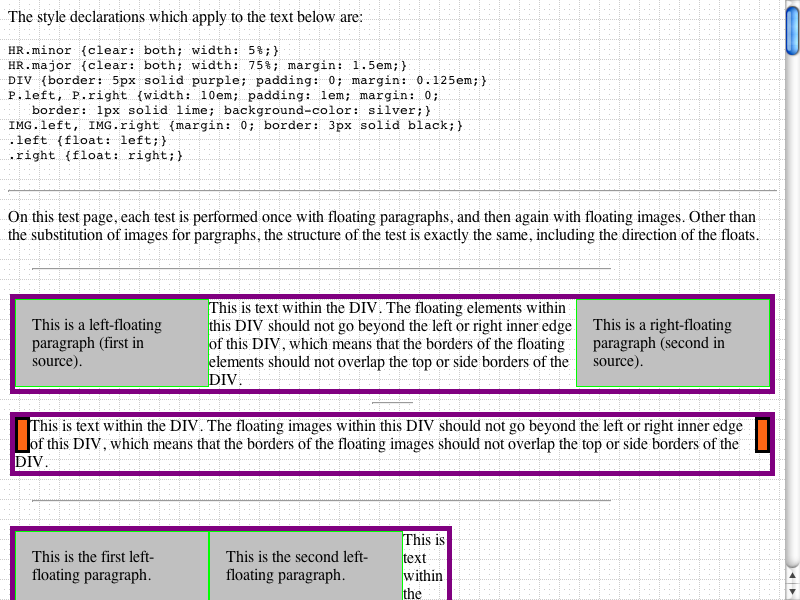 The style declarations which apply to the text below are:
HR.minor {clear: both; width: 5%;}
HR.major {clear: both; width: 75%; margin: 1.5em;}
DIV {border: 5px solid purple; padding: 0; margin: 0.125em;}
P.left, P.right {width: 10em; padding: 1em; margin: 0;
border: 1px solid lime; background-color: silver;}
IMG.left, IMG.right {margin: 0; border: 3px solid black;}
.left {float: left;}
.right {float: right;}
On this test page, each test is performed once with floating paragraphs, and then again with floating images. Other than
the substitution of images for pargraphs, the structure of the test is exactly the same, including the direction of the floats.
This is a left-floating
paragraph (first in
source).
This is text within the DIV. The floating elements within
this DIV should not go beyond the left or right inner edge
of this DIV, which means that the borders of the floating
elements should not overlap the top or side borders of the
DIV.
This is a right-floating
paragraph (second in
source).
This is text within the DIV. The floating images within this DIV should not go beyond the left or right inner edge
of this DIV, which means that the borders of the floating images should not overlap the top or side borders of the
DIV.
This is the first left-
floating paragraph.
This is the second left-
floating paragraph.
This is
text
within
the